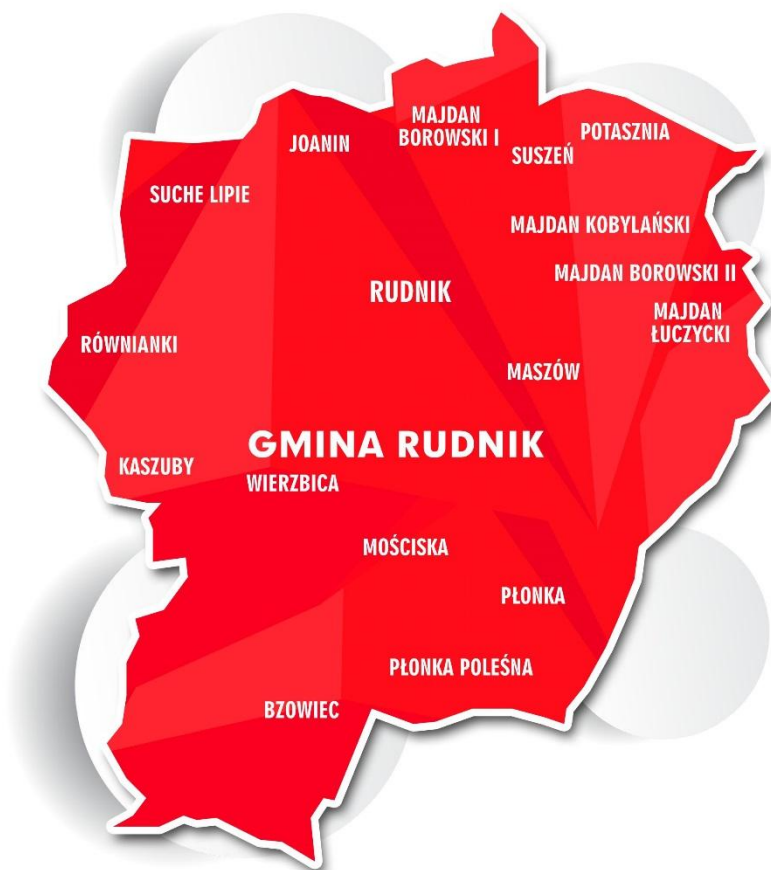 MAJDAN
BOROWSKI I
JOANIN
POTASZNIA
SUSZEŃ
SUCHE LIPIE
MAJDAN KOBYLAŃSKI
MAJDAN BOROWSKI II
RUDNIK
MAJDAN
ŁUCZYCKI
RÓWNIANKI
MASZÓW
GMINA RUDNIK
KASZUBY
WIERZBICA
MOŚCISKA
PŁONKA
PŁONKA POLEŚNA
BZOWIEC